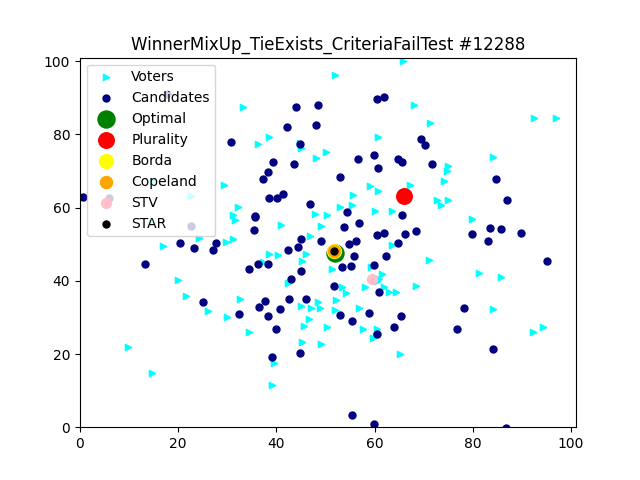 WinnerMixUp_TieExists_CriteriaFailTest #12288
100
80
60
40
20
0
Voters
Candidates
Optimal
Plurality
Borda
Copeland
STV
STAR
0 20 40 60 80 100